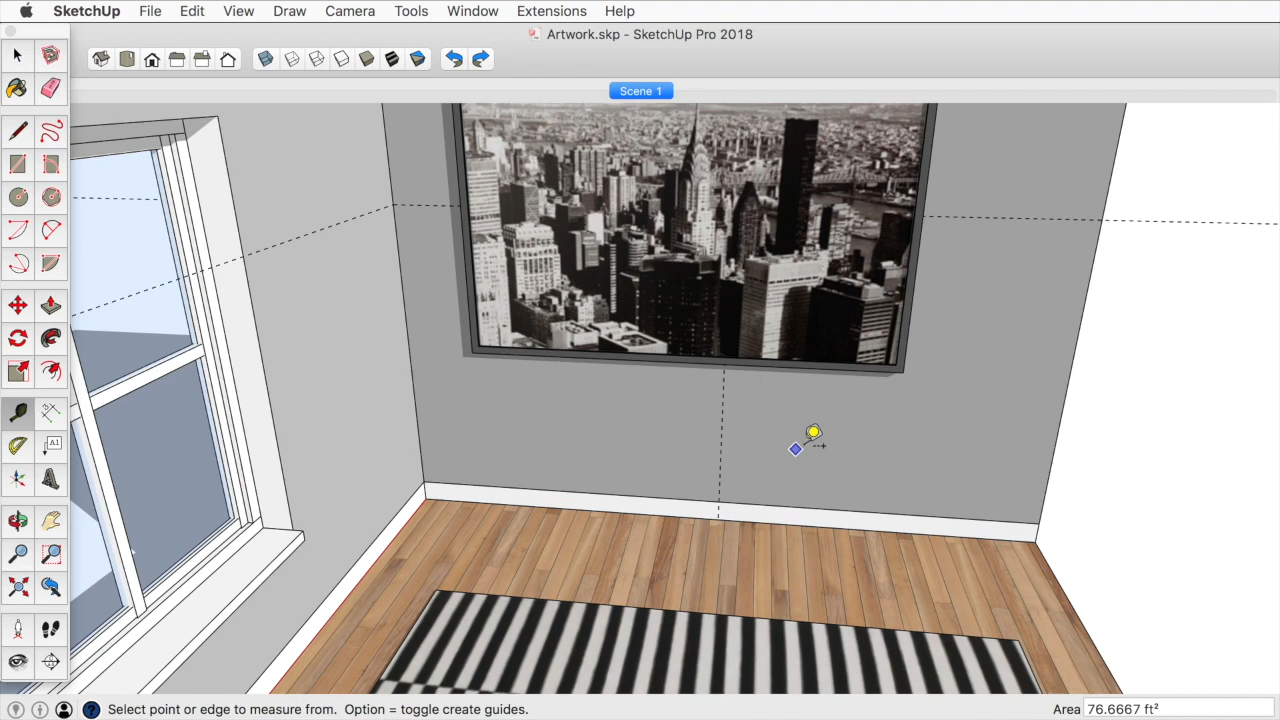 SketchUp File Edit View Draw Camera Tools Window Extensions Help
Artwork.skp - SketchUp Pro 2018
Scene 1
A1
A
?
Select point or edge to measure from. Option = toggle create guides.
Area 76.6667 ft²